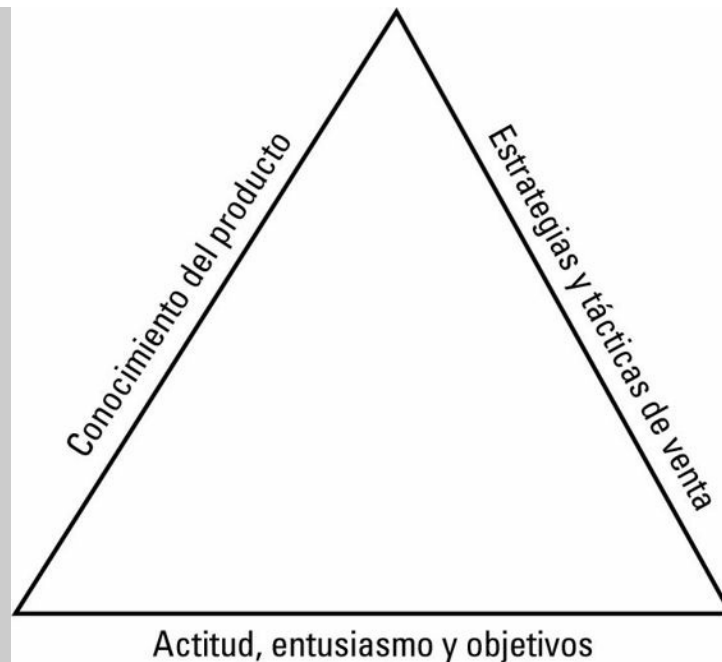 Conocimiento del producto
Estrategias y tácticas de venta
Actitud, entusiasmo y objetivos